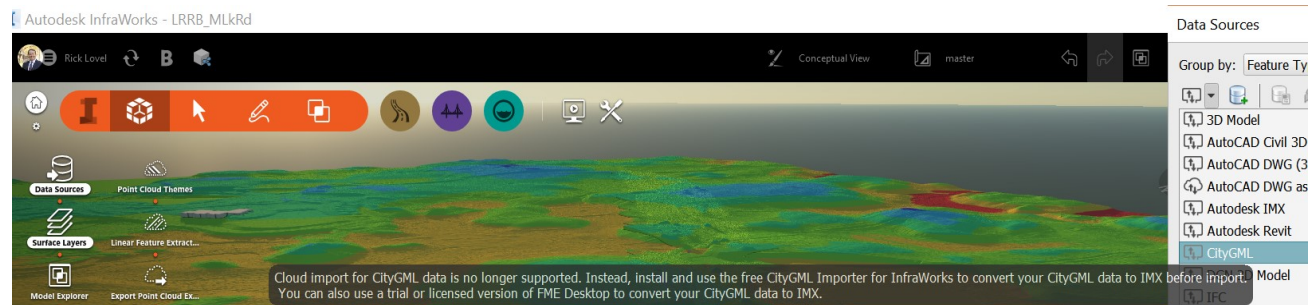 Autodesk InfraWorks - LRRB_MLkRd
Data Sources
Rick Lovel
B
Conceptual View
master
Group by: Feature Ty
I
3D Model
AutoCAD Civil 3D
AutoCAD DWG (3
AutoCAD DWG as
Autodesk IMX
Autodesk Revit
CityGML
DGN 3D Model
IFC
Data Sources
Point Cloud Themes
Surface Layers
Linear Feature Extract...
Model Explorer
Export Point Cloud Ex...
Cloud import for CityGML data is no longer supported. Instead, install and use the free CityGML Importer for InfraWorks to convert your CityGML data to IMX before import.
You can also use a trial or licensed version of FME Desktop to convert your CityGML data to IMX.